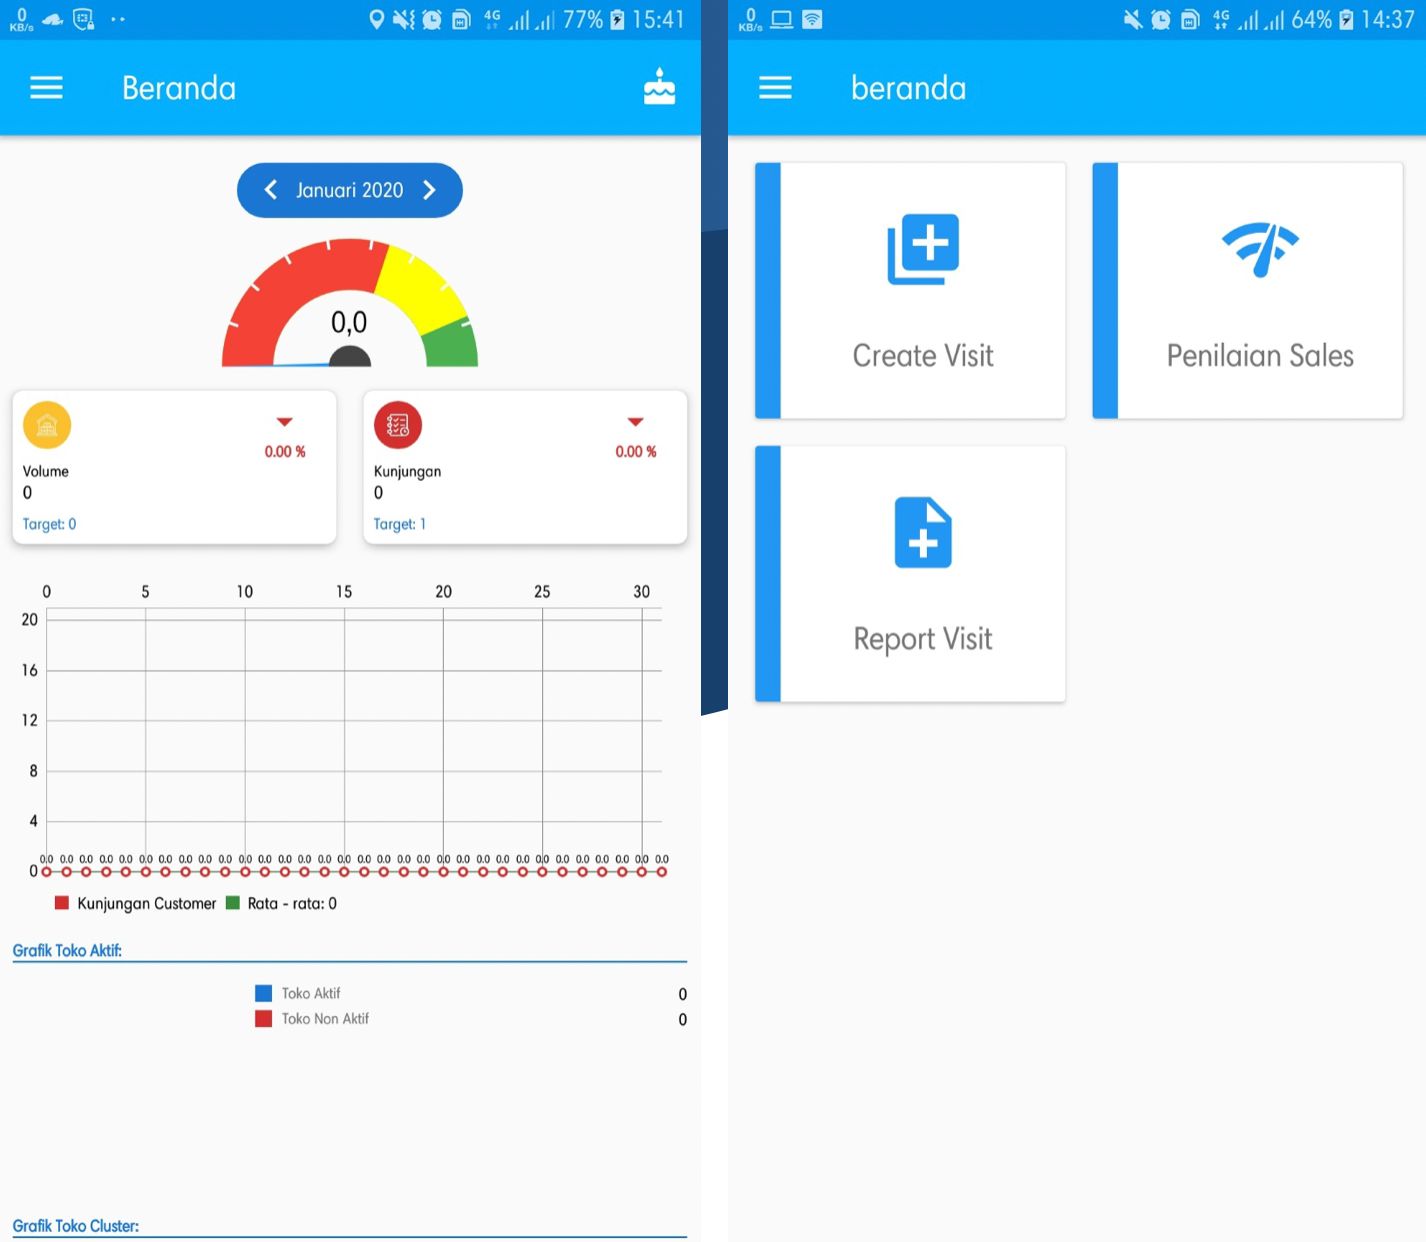 0
KB/s
4G
77%
15:41
Beranda
Januari 2020
0,0
0.00 %
Volume
0
Target: 0
0.00 %
Kunjungan
0
Target: 1
0 5 10 15 20 25 30
20
16
12
8
4
0.0 0.0 0.0 0.0 0.0 0.0 0.0 0.0 0.0 0.0 0.0 0.0 0.0 0.0 0.0 0.0 0.0 0.0 0.0 0.0 0.0 0.0 0.0 0.0 0.0 0.0 0.0 0.0 0.0 0.0 0.0 0.0
0
Kunjungan Customer Rata - rata: 0
Grafik Toko Aktif:
Toko Aktif 0
Toko Non Aktif 0
Grafik Toko Cluster:
0
KB/s
4G
64%
14:37
beranda
Create Visit
Penilaian Sales
Report Visit